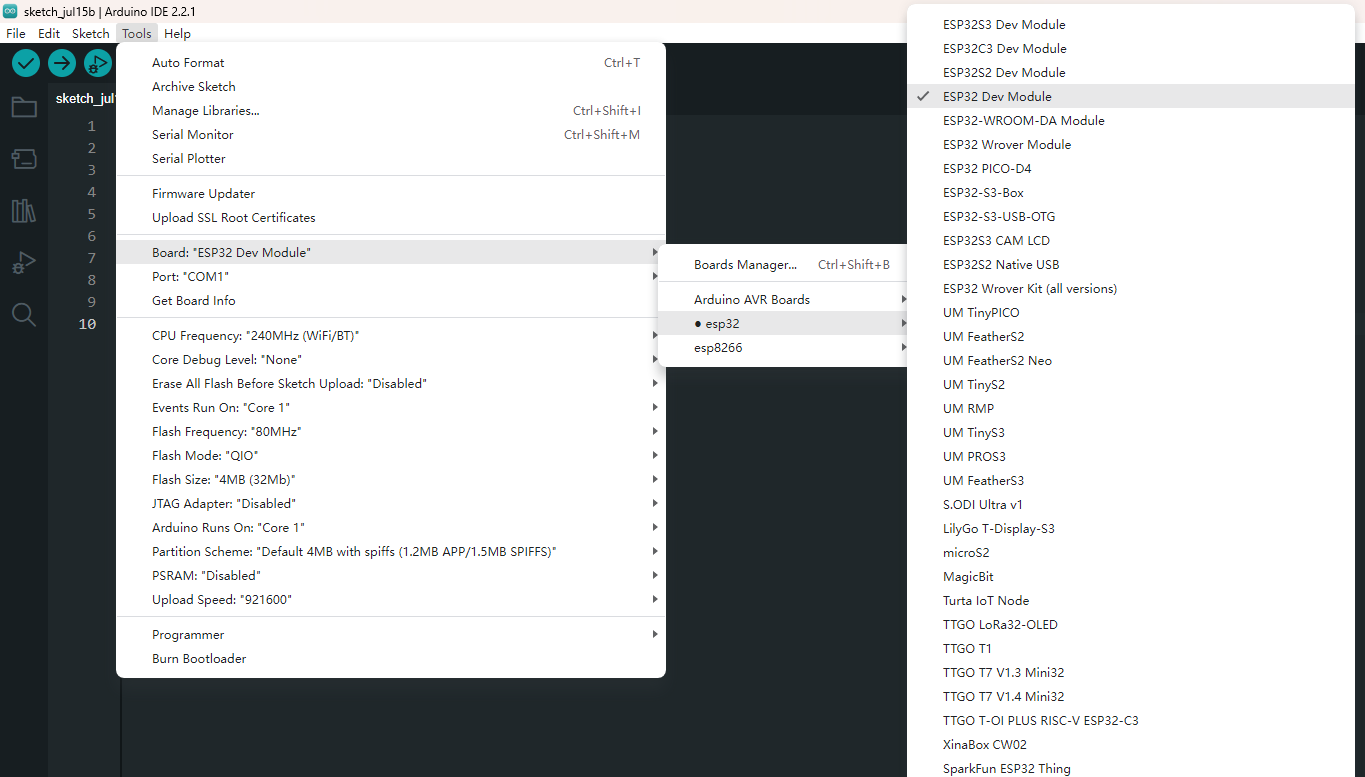 sketch_jul15b | Arduino IDE 2.2.1
File Edit Sketch Tools Help
sketch_jul1
1
2
3
4
5
6
7
8
9
10
Auto Format Ctrl+T
Archive Sketch
Manage Libraries... Ctrl+Shift+I
Serial Monitor Ctrl+Shift+M
Serial Plotter
Firmware Updater
Upload SSL Root Certificates
Board: "ESP32 Dev Module"
Port: "COM1"
Get Board Info
CPU Frequency: "240MHz (WiFi/BT)"
Core Debug Level: "None"
Erase All Flash Before Sketch Upload: "Disabled"
Events Run On: "Core 1"
Flash Frequency: "80MHz"
Flash Mode: "QIO"
Flash Size: "4MB (32Mb)"
JTAG Adapter: "Disabled"
Arduino Runs On: "Core 1"
Partition Scheme: "Default 4MB with spiffs (1.2MB APP/1.5MB SPIFFS)"
PSRAM: "Disabled"
Upload Speed: "921600"
Programmer
Burn Bootloader
Boards Manager... Ctrl+Shift+B
Arduino AVR Boards
● esp32
esp8266
ESP32S3 Dev Module
ESP32C3 Dev Module
ESP32S2 Dev Module
ESP32 Dev Module
ESP32-WROOM-DA Module
ESP32 Wrover Module
ESP32 PICO-D4
ESP32-S3-Box
ESP32-S3-USB-OTG
ESP32S3 CAM LCD
ESP32S2 Native USB
ESP32 Wrover Kit (all versions)
UM TinyPICO
UM FeatherS2
UM FeatherS2 Neo
UM TinyS2
UM RMP
UM TinyS3
UM PROS3
UM FeatherS3
S.ODI Ultra v1
LilyGo T-Display-S3
microS2
MagicBit
Turta IoT Node
TTGO LoRa32-OLED
TTGO T1
TTGO T7 V1.3 Mini32
TTGO T7 V1.4 Mini32
TTGO T-OI PLUS RISC-V ESP32-C3
XinaBox CW02
SparkFun ESP32 Thing